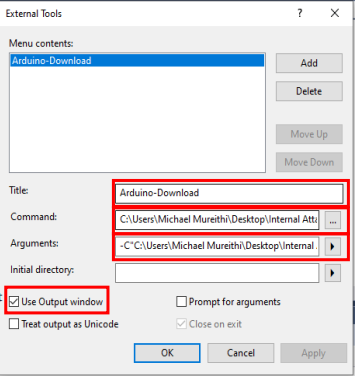 External Tools
?
Menu contents:
Arduino-Download
Add
Delete
Move Up
Move Down
Title:
Arduino-Download
Command:
C:\Users\Michael Mureithi\Desktop\Internal Atta
...
Arguments:
-C"C:\Users\Michael Mureithi\Desktop\Internal
Initial directory:
Use Output window
Prompt for arguments
Treat output as Unicode
Close on exit
OK
Cancel
Apply